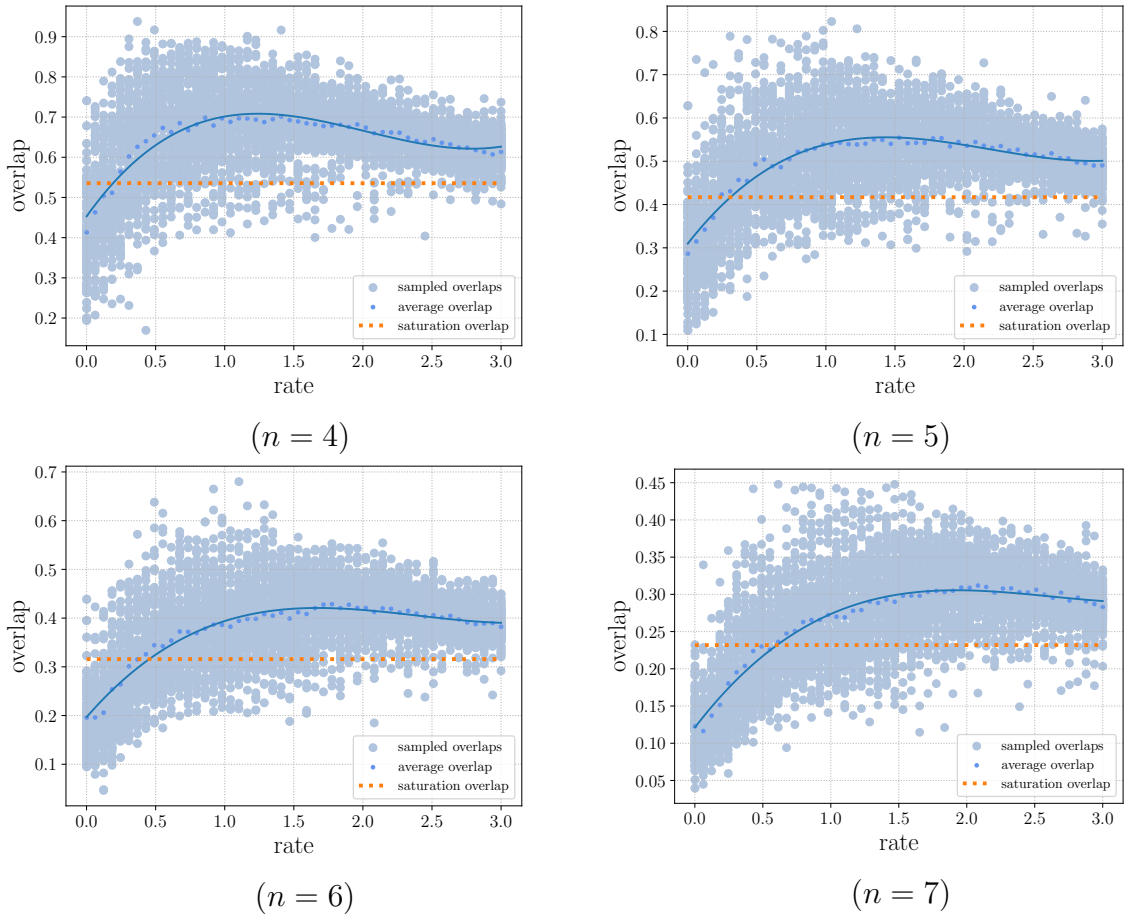 0.9
0.8
0.7
0.6
0.5
0.4
0.3
0.2
overlap
sampled overlaps
average overlap
saturation overlap
0.0 0.5 1.0 1.5 2.0 2.5 3.0
rate
(n = 4)
0.8
0.7
0.6
0.5
0.4
0.3
0.2
0.1
overlap
sampled overlaps
average overlap
saturation overlap
0.0 0.5 1.0 1.5 2.0 2.5 3.0
rate
(n = 5)
0.7
0.6
0.5
0.4
0.3
0.2
0.1
overlap
sampled overlaps
average overlap
saturation overlap
0.0 0.5 1.0 1.5 2.0 2.5 3.0
rate
(n = 6)
0.45
0.40
0.35
0.30
0.25
0.20
0.15
0.10
0.05
overlap
sampled overlaps
average overlap
saturation overlap
0.0 0.5 1.0 1.5 2.0 2.5 3.0
rate
(n = 7)